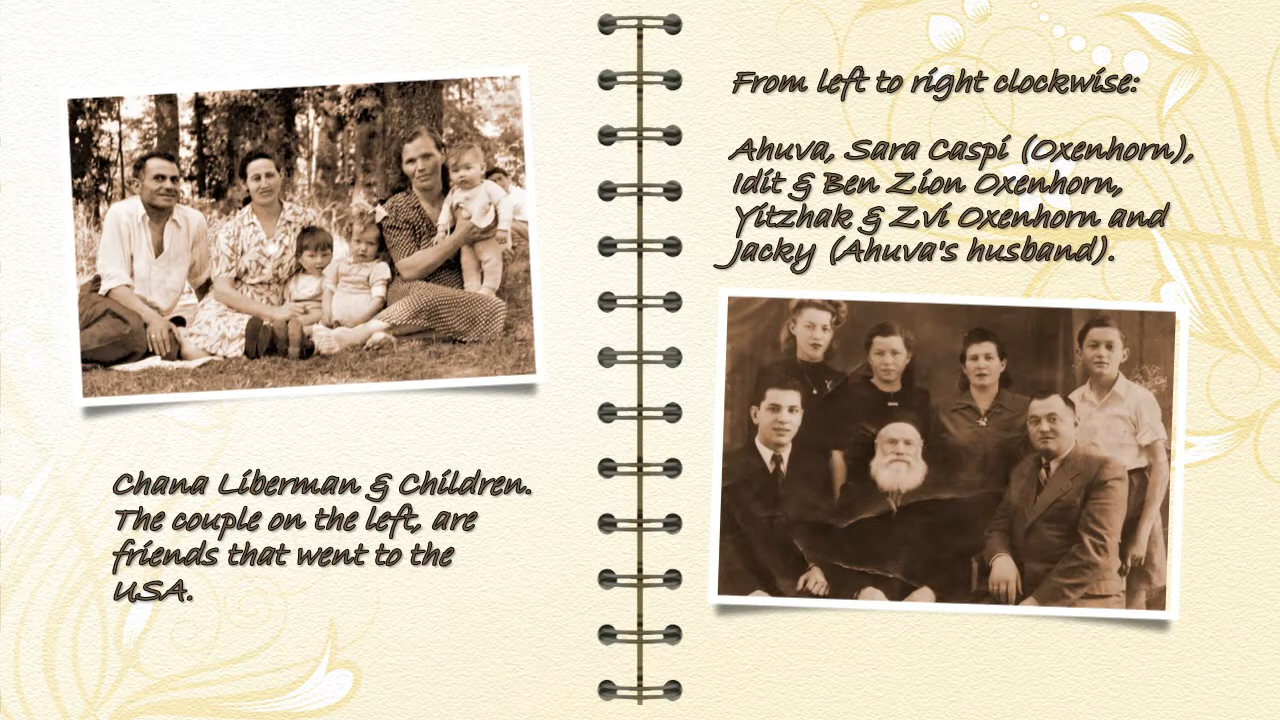 Chana Liberman & Children.
The couple on the left, are
friends that went to the
USA.
From left to right clockwise:
Ahuva, Sara Caspi (Oxenhorn),
Idit & Ben Zion Oxenhorn,
Yitzhak & Zvi Oxenhorn and
Jacky (Ahuva's husband).